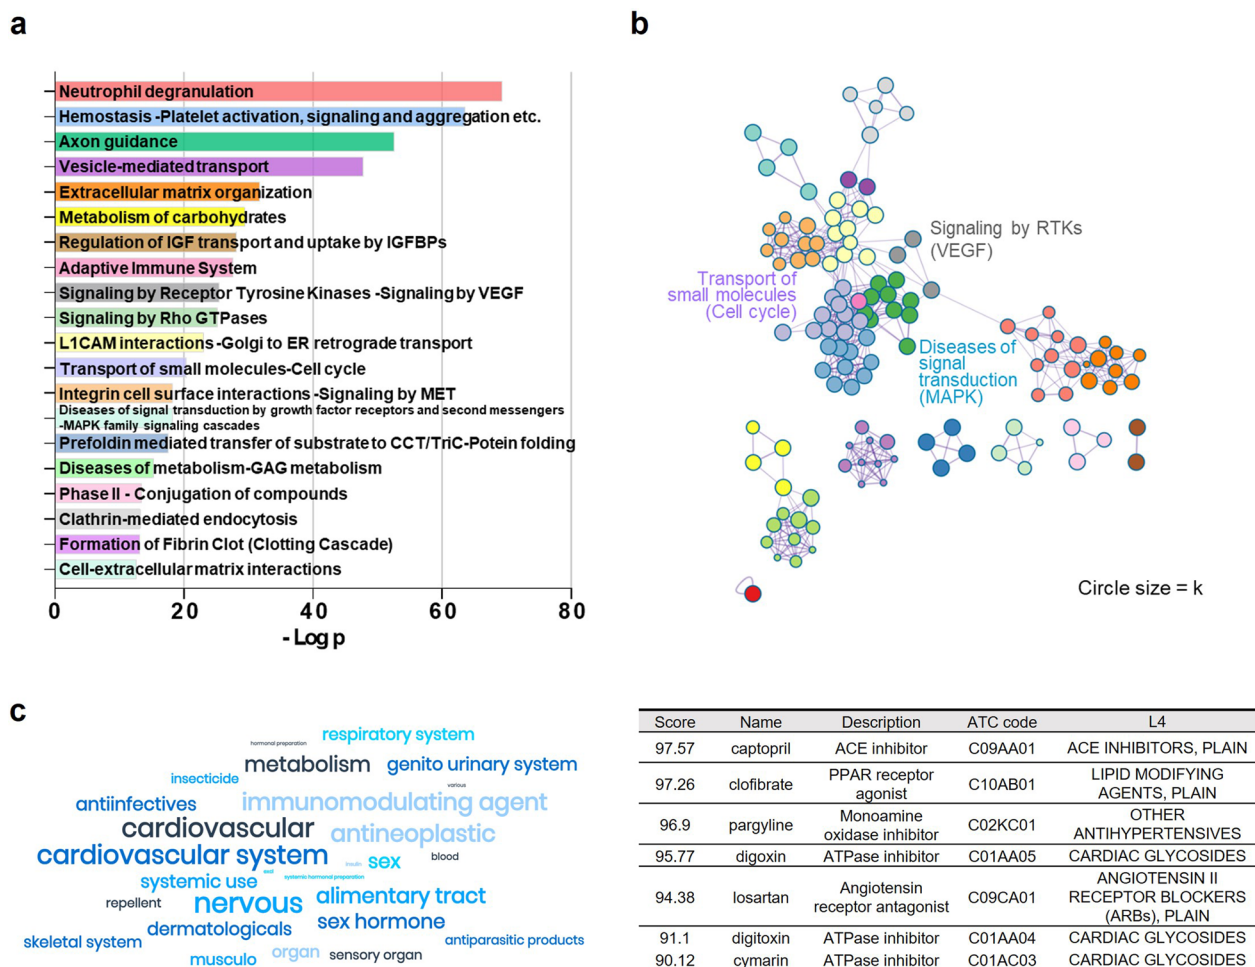 a
Neutrophil degranulation
Hemostasis -Platelet activation, signaling and aggregation etc.
Axon guidance
Vesicle-mediated transport
Extracellular matrix organization
Metabolism of carbohydrates
Regulation of IGF transport and uptake by IGFBPs
Adaptive Immune System
Signaling by Receptor Tyrosine Kinases -Signaling by VEGF
Signaling by Rho GTPases
L1CAM interactions -Golgi to ER retrograde transport
Transport of small molecules-Cell cycle
Integrin cell surface interactions -Signaling by MET
Diseases of signal transduction by growth factor receptors and second messengers
-MAPK family signaling cascades
Prefoldin mediated transfer of substrate to CCT/TriC-Potein folding
Diseases of metabolism-GAG metabolism
Phase II - Conjugation of compounds
Clathrin-mediated endocytosis
Formation of Fibrin Clot (Clotting Cascade)
Cell-extracellular matrix interactions
0 20 40 60 80
- Log p
b
Signaling by RTKs
(VEGF)
Transport of
small molecules
(Cell cycle)
Diseases of
signal
transduction
(MAPK)
Circle size = k
c
hormonal preparation
respiratory system
metabolism
genito urinary system
insecticide
various
antiinfectives
immunomodulating agent
cardiovascular
antineoplastic
cardiovascular system
insulin
sex
blood
systemic use
systemic hormonal preparation
repellent
nervous
alimentary tract
dermatologicals
sex hormone
skeletal system
organ
sensory organ
antiparasitic products
musculo
Score Name Description ATC code L4
97.57 captopril ACE inhibitor C09AA01 ACE INHIBITORS, PLAIN
97.26 clofibrate PPAR receptor agonist C10AB01 LIPID MODIFYING AGENTS, PLAIN
96.9 pargyline Monoamine oxidase inhibitor C02KC01 OTHER ANTIHYPERTENSIVES
95.77 digoxin ATPase inhibitor C01AA05 CARDIAC GLYCOSIDES
94.38 losartan Angiotensin receptor antagonist C09CA01 ANGIOTENSIN II RECEPTOR BLOCKERS (ARBs), PLAIN
91.1 digitoxin ATPase inhibitor C01AA04 CARDIAC GLYCOSIDES
90.12 cymarin ATPase inhibitor C01AC03 CARDIAC GLYCOSIDES